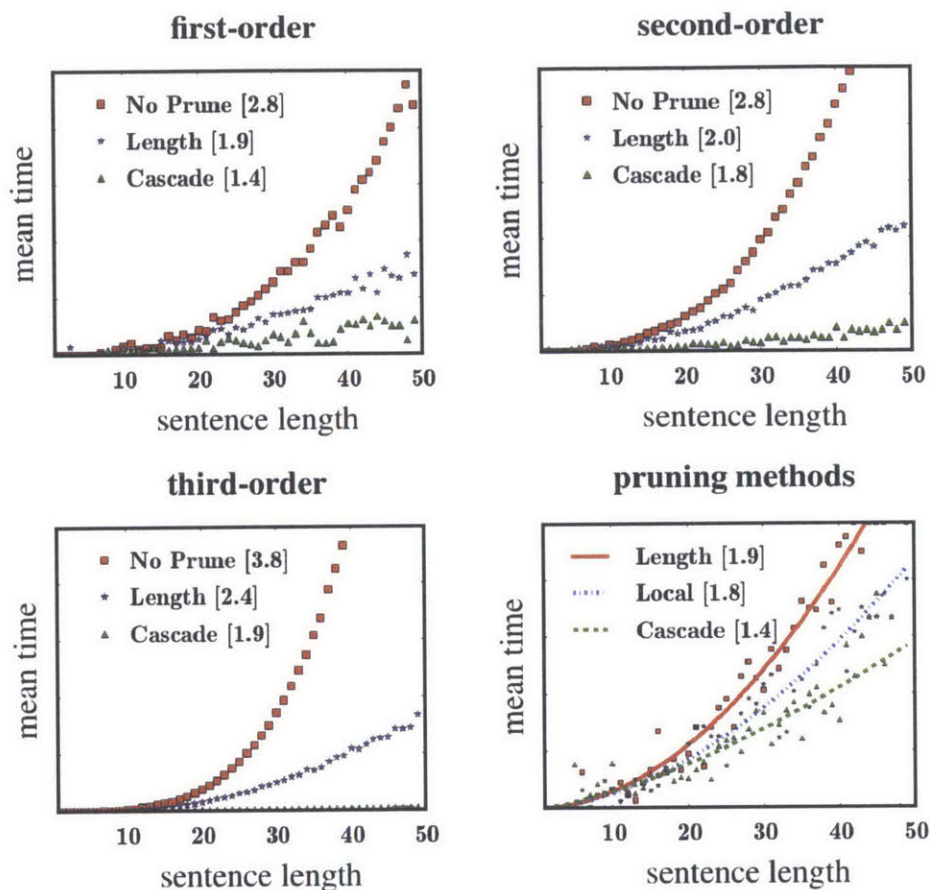 first-order
No Prune [2.8]
Length [1.9]
Cascade [1.4]
mean time
10 20 30 40 50
sentence length
second-order
No Prune [2.8]
Length [2.0]
Cascade [1.8]
mean time
10 20 30 40 50
sentence length
third-order
No Prune [3.8]
Length [2.4]
Cascade [1.9]
mean time
10 20 30 40 50
sentence length
pruning methods
Length [1.9]
Local [1.8]
Cascade [1.4]
mean time
10 20 30 40 50
sentence length